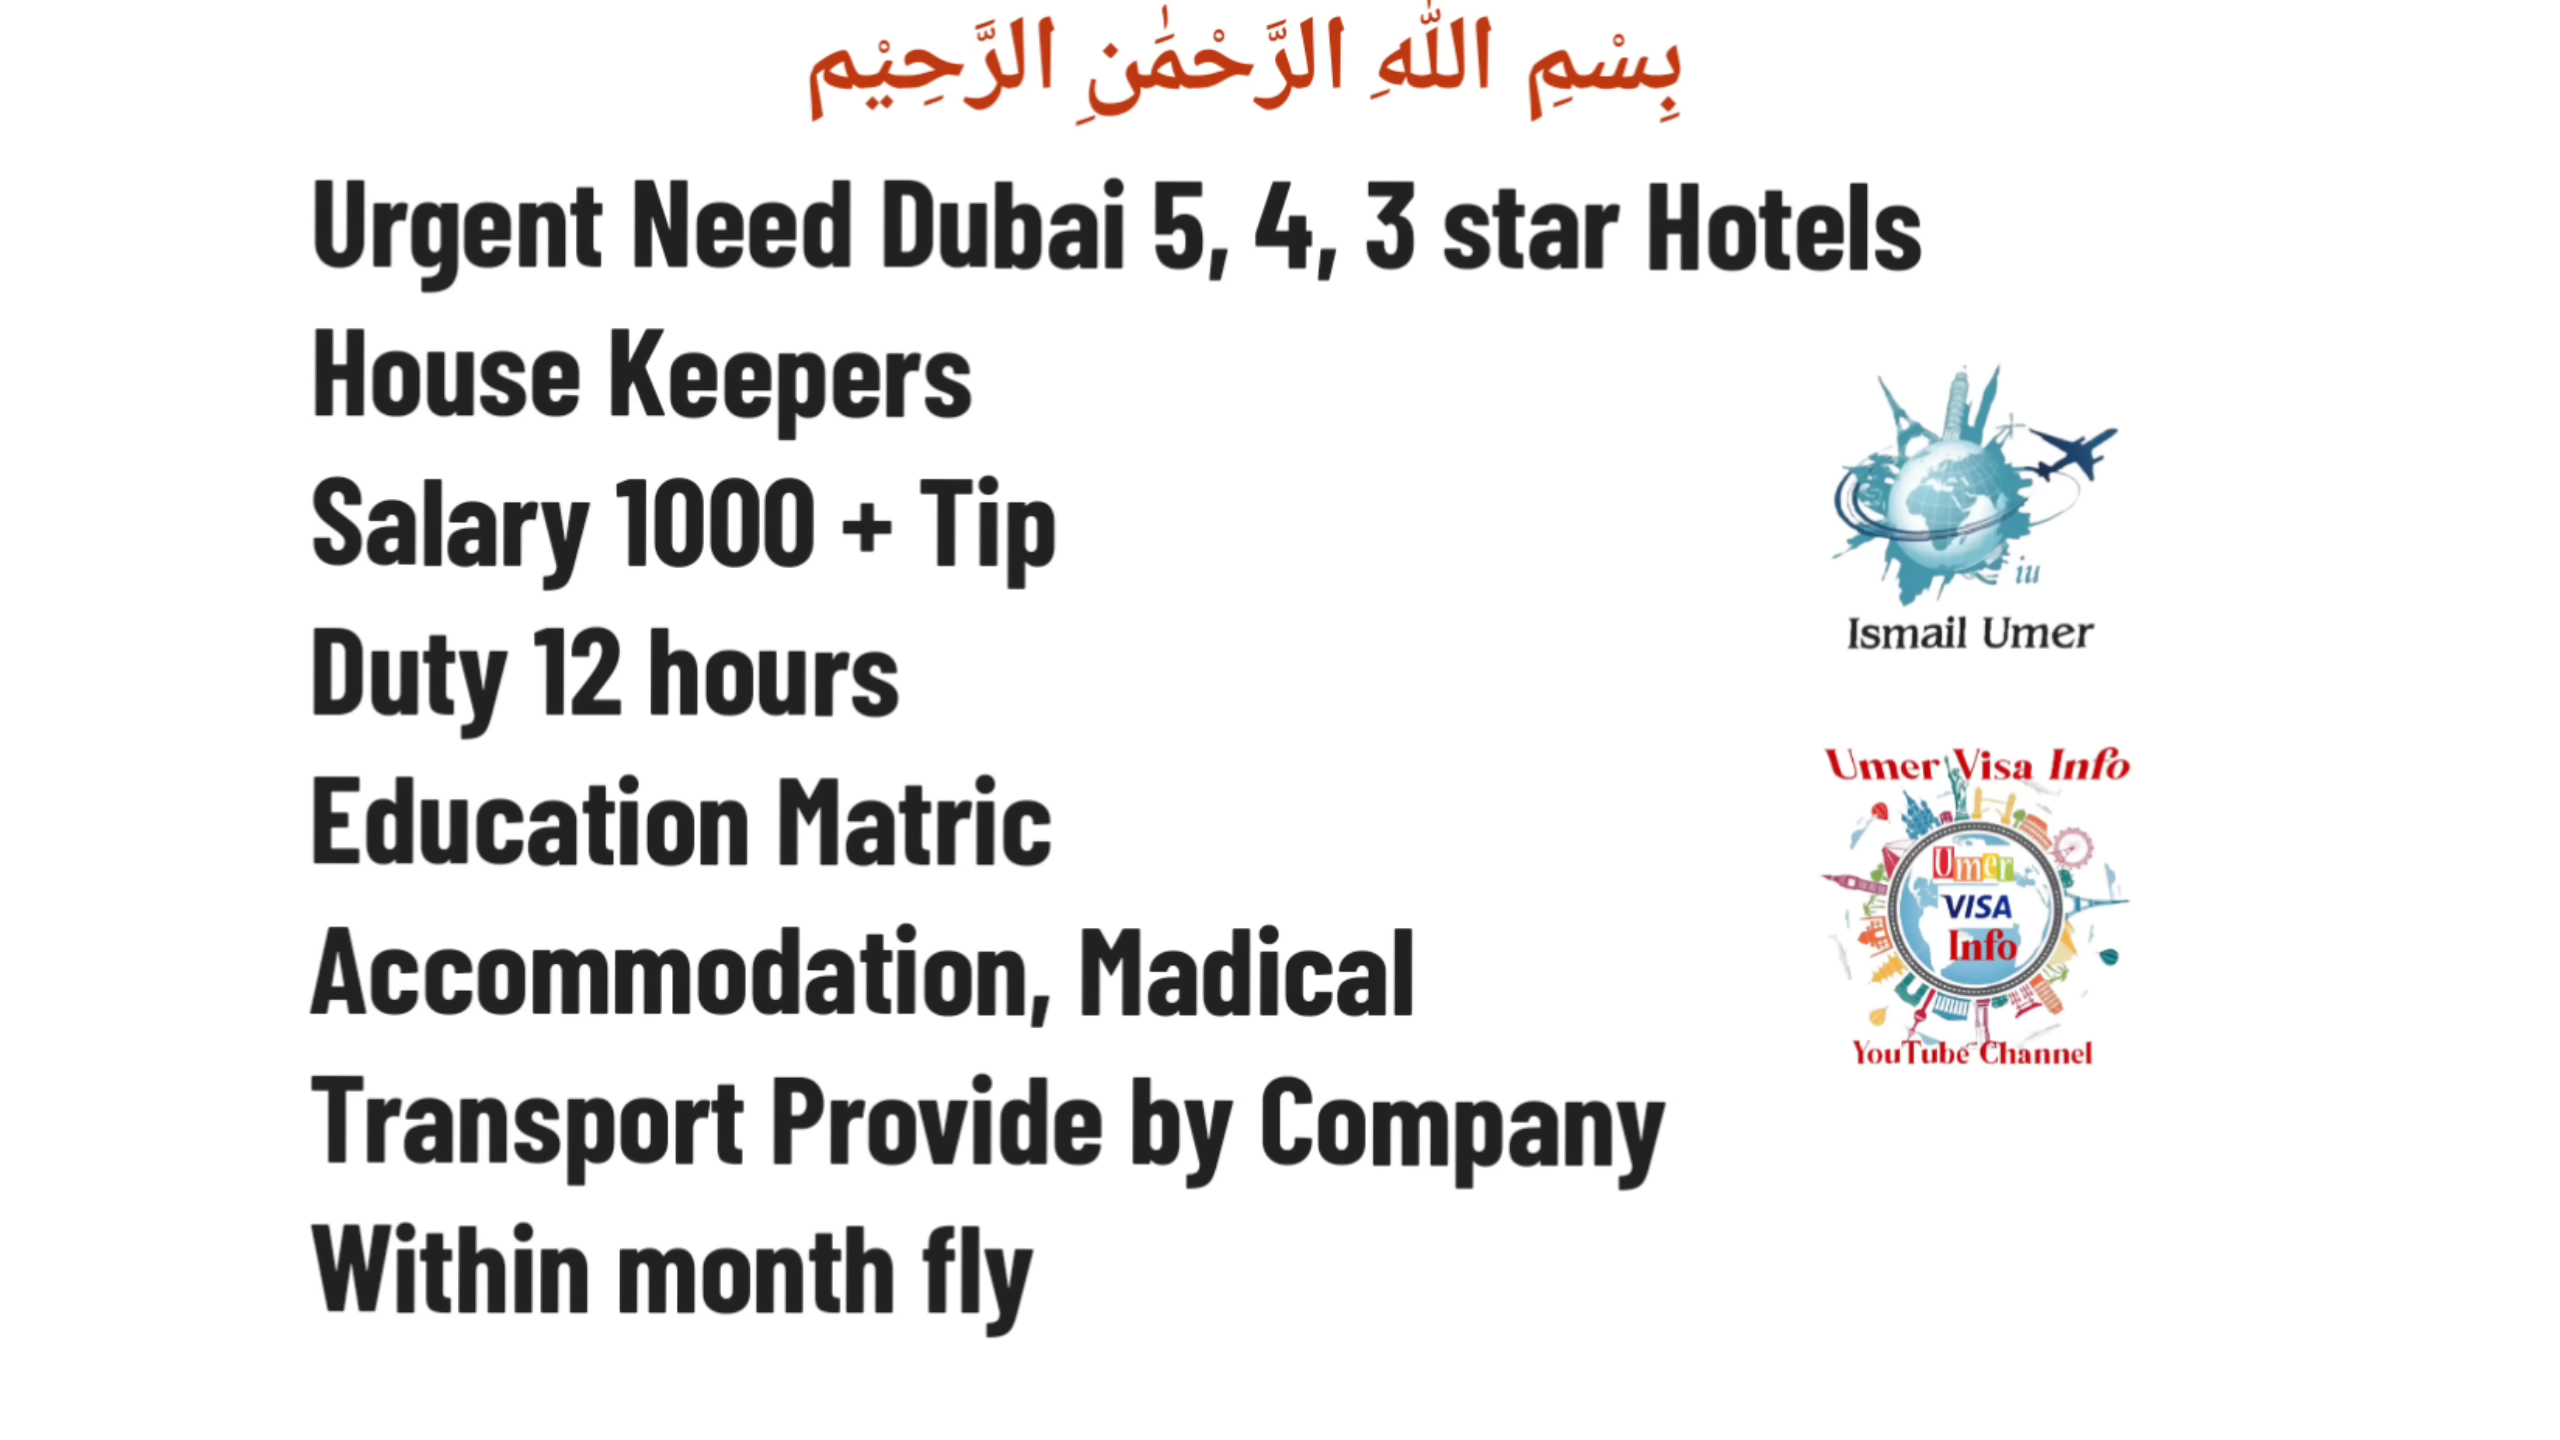 بِسْمِ اللّٰهِ الرَّحْمٰنِ الرَّحِيْم
Urgent Need Dubai 5, 4, 3 star Hotels
House Keepers
Salary 1000 + Tip
Duty 12 hours
Education Matric
Accommodation, Madical
Transport Provide by Company
Within month fly
iu
Ismail Umer
Umer Visa Info
Umer
VISA
Info
YouTube Channel